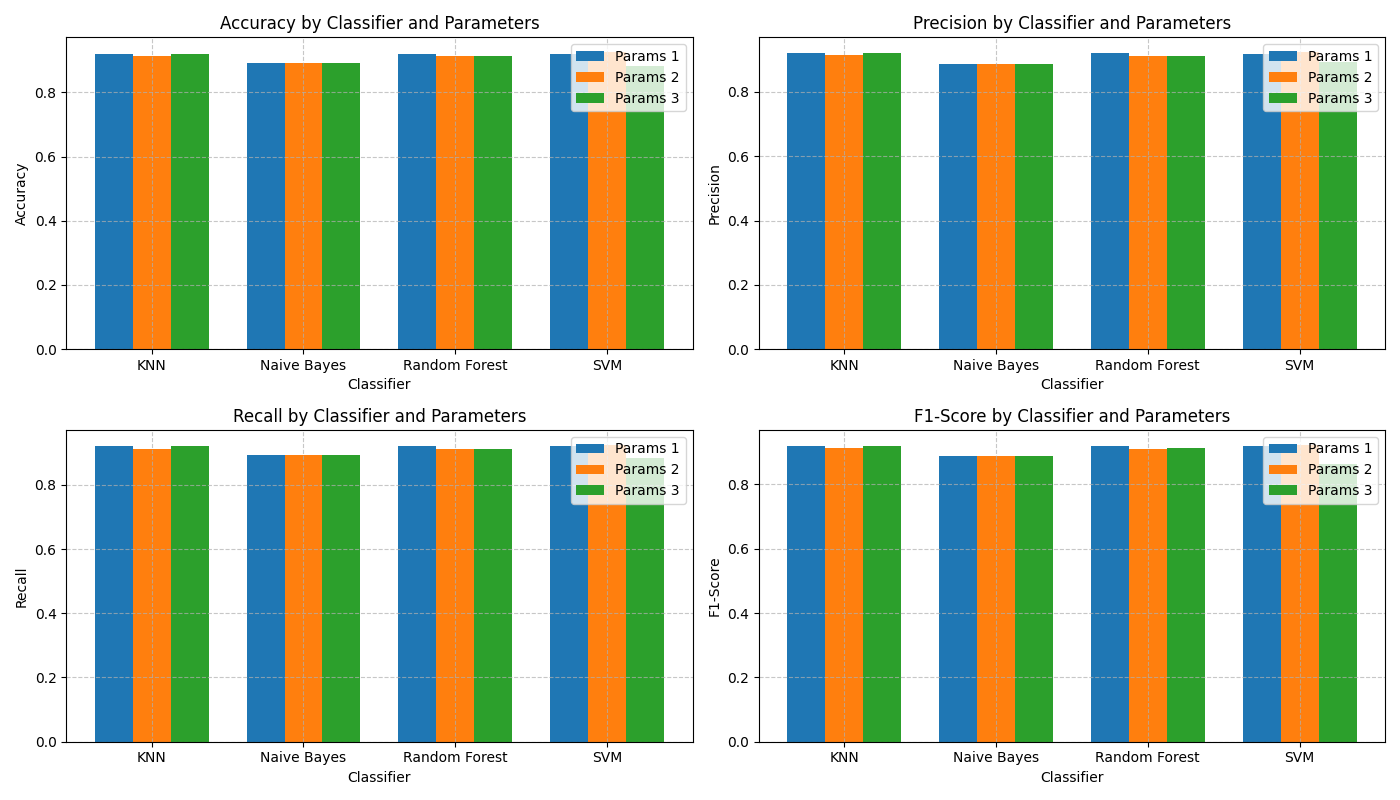 Accuracy by Classifier and Parameters
Accuracy
0.8
0.6
0.4
0.2
0.0
Params 1
Params 2
Params 3
KNN
Naive Bayes
Random Forest
SVM
Classifier
Precision by Classifier and Parameters
Precision
0.8
0.6
0.4
0.2
0.0
Params 1
Params 2
Params 3
KNN
Naive Bayes
Random Forest
SVM
Classifier
Recall by Classifier and Parameters
Recall
0.8
0.6
0.4
0.2
0.0
Params 1
Params 2
Params 3
KNN
Naive Bayes
Random Forest
SVM
Classifier
F1-Score by Classifier and Parameters
F1-Score
0.8
0.6
0.4
0.2
0.0
Params 1
Params 2
Params 3
KNN
Naive Bayes
Random Forest
SVM
Classifier